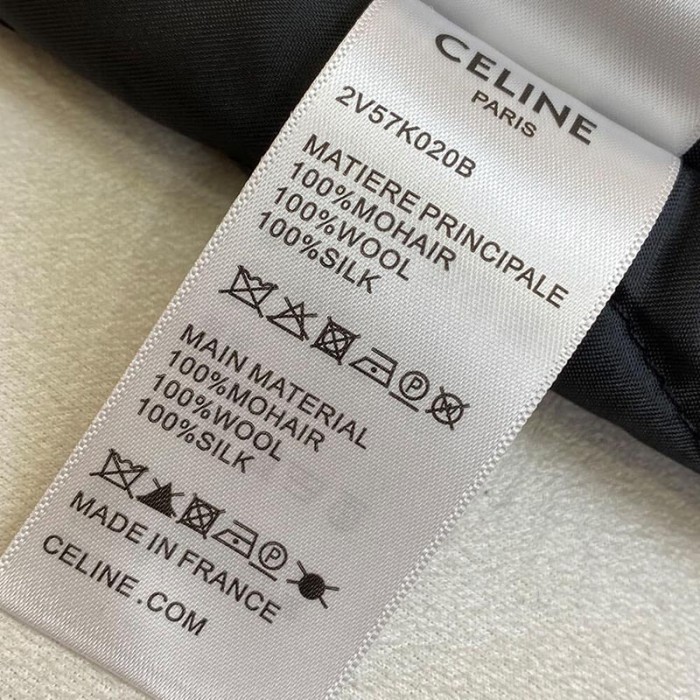 CELINE
PARIS
2V57K020B
MATIERE PRINCIPALE
100%MOHAIR
100%WOOL
100%SILK
P
MAIN MATERIAL
100%MOHAIR
100%WOOL
100%SILK
P
MADE IN FRANCE
CELINE.COM